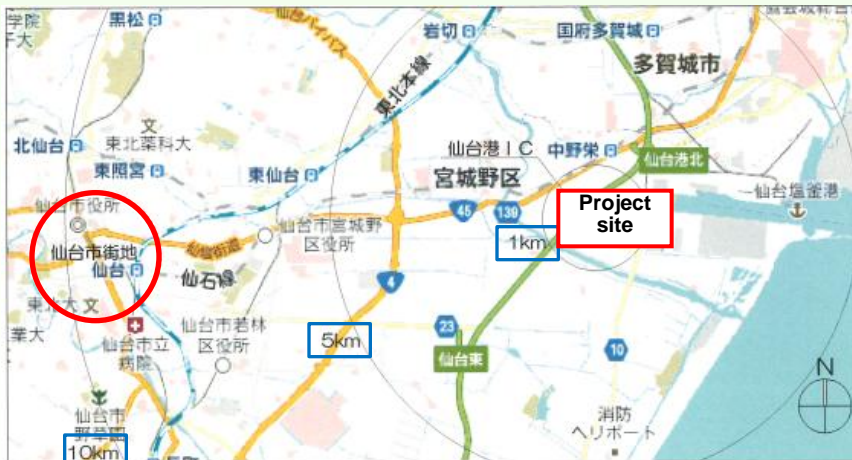 学院
黒松
仙台バイパス
岩切
国府多賀城
多賀城市
東北本線
文
東北薬科大
北仙台
東照宮
東仙台
仙台港IC
中野栄
仙台港北
宮城野区
仙台塩釜港
仙台市役所
仙台市宮城野
区役所
45
139
Project
site
1km
仙台市街地
仙台
仙石線
4
東北大 文
仙台市若林
区役所
仙台市立
病院
5km
23
仙台東
10
N
仙台市
野草園
消防
ヘリポート
10km